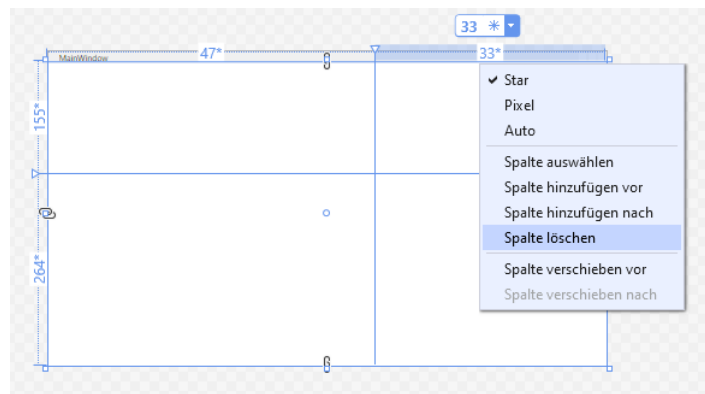 33 *
MainWindow
47*
33*
155*
264*
Star
Pixel
Auto
Spalte auswählen
Spalte hinzufügen vor
Spalte hinzufügen nach
Spalte löschen
Spalte verschieben vor
Spalte verschieben nach